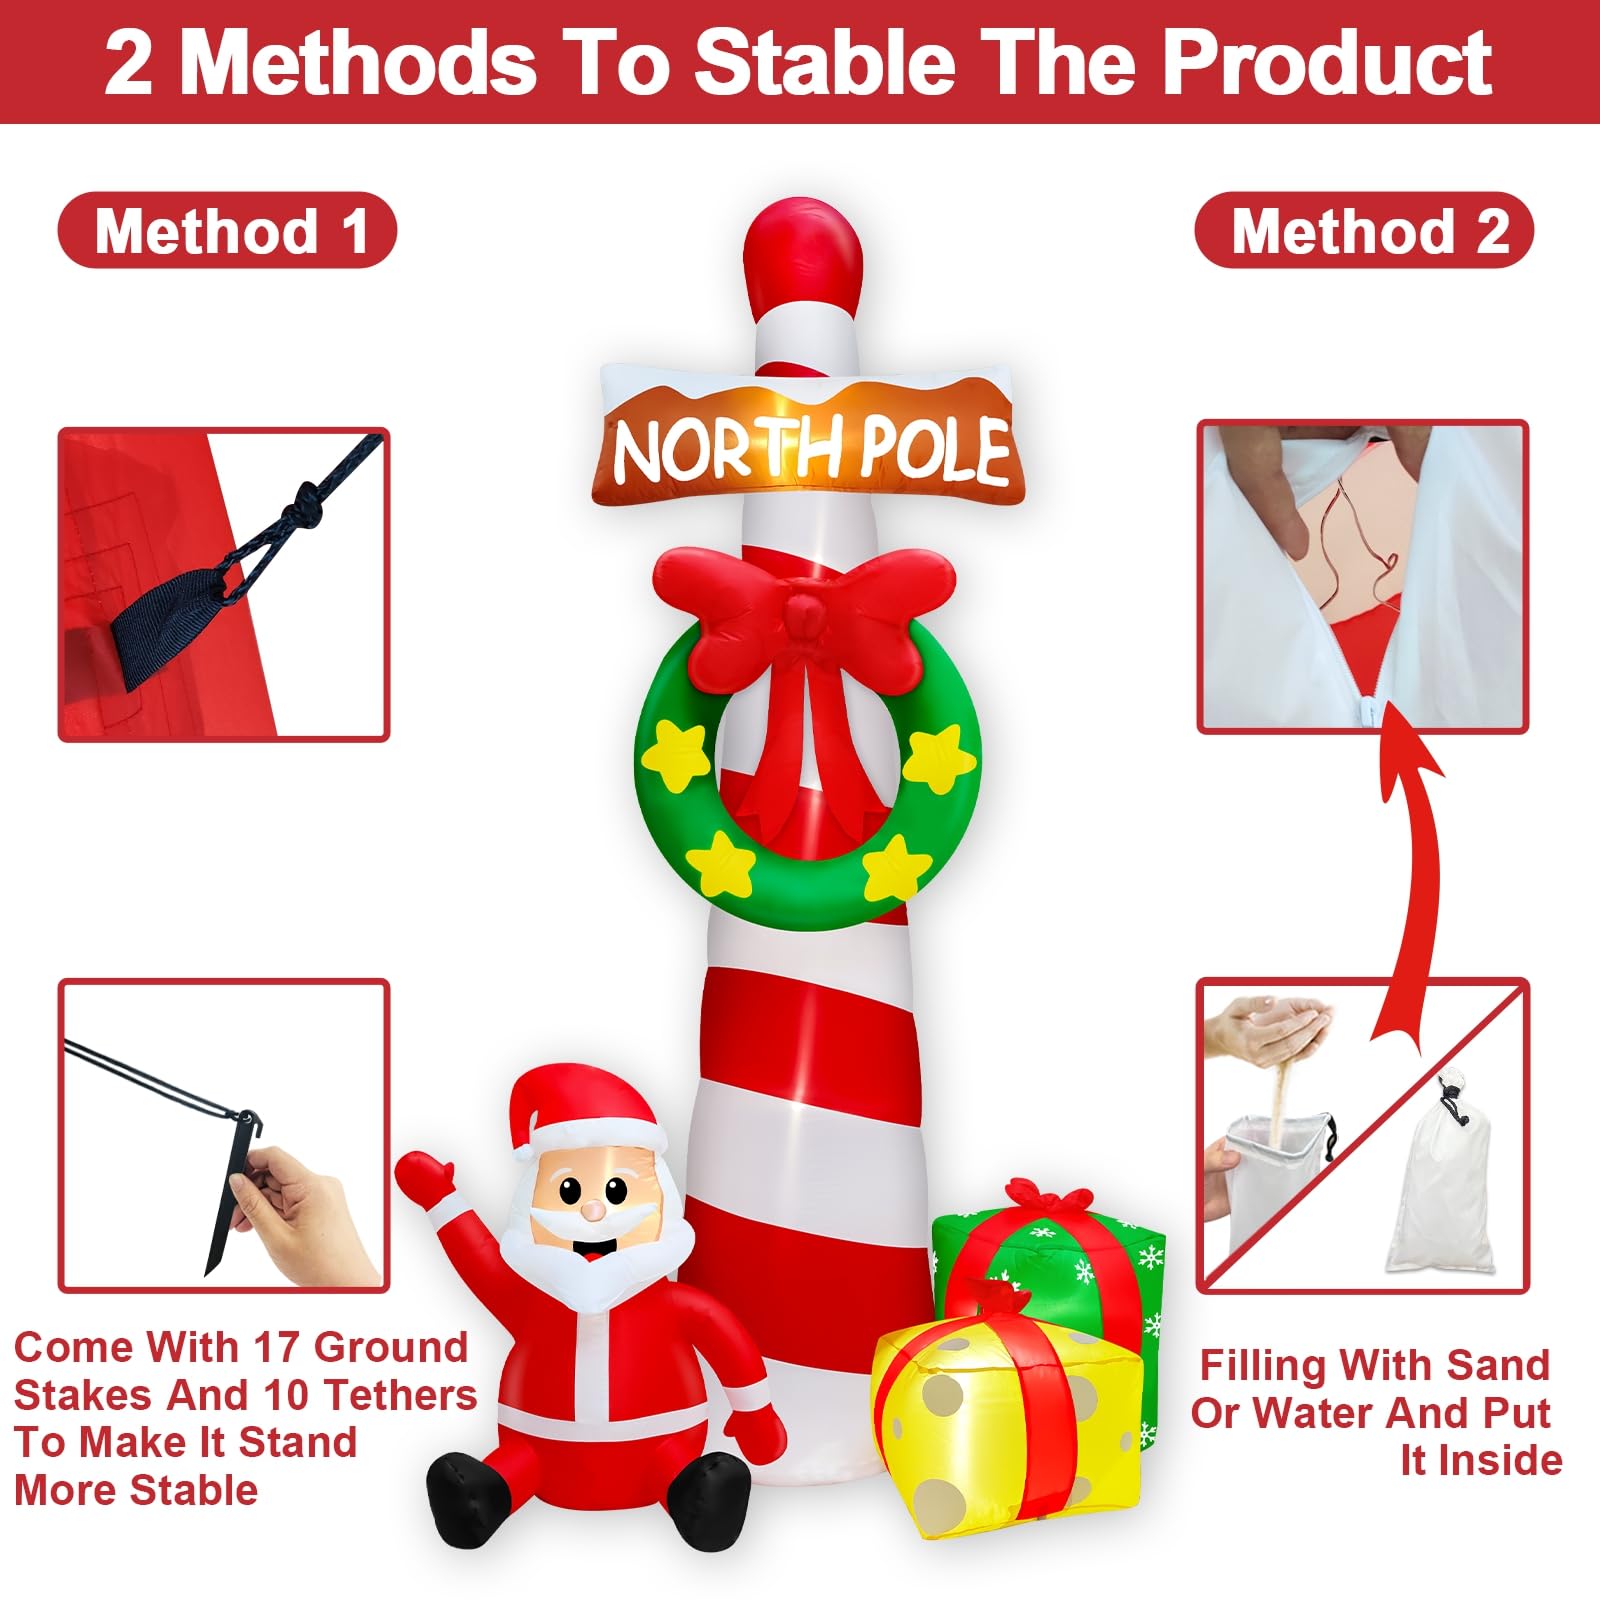 2 Methods To Stable The Product
Method 1
Method 2
NORTH POLE
Come With 17 Ground
Stakes And 10 Tethers
To Make It Stand
More Stable
Filling With Sand
Or Water And Put
It Inside